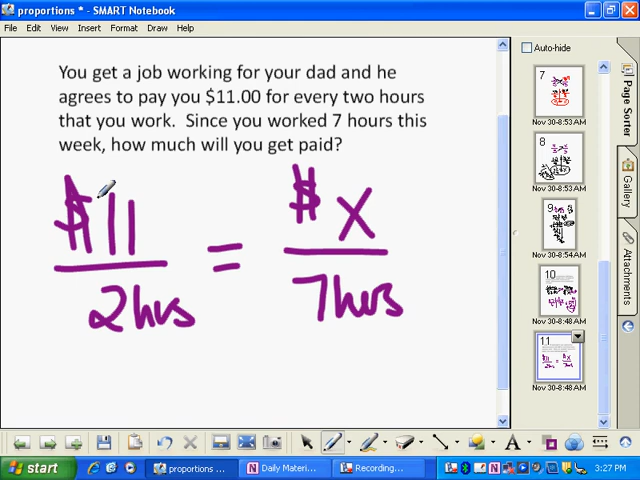 proportions * - SMART Notebook
File Edit View Insert Format Draw Help
You get a job working for your dad and he
agrees to pay you $11.00 for every two hours
that you work. Since you worked 7 hours this
week, how much will you get paid?
$11 = $X
2hrs 7hrs
Auto-hide
7
Nov 30-8:53AM
8
Nov 30-8:53 AM
9
Nov 30-8:54 AM
10
Nov 30-8:48 AM
11
Nov 30-8:48 AM
Page Sorter
Gallery
Attachments
start
proportions ...
Daily Materi...
Recording...
3:27 PM